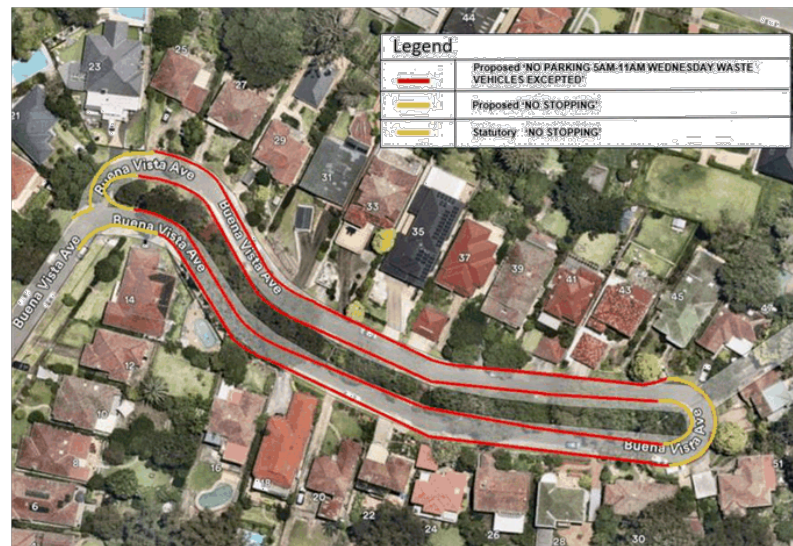 44
Legend
Proposed 'NO PARKING 5AM-11AM WEDNESDAY WASTE
VEHICLES EXCEPTED'
Proposed 'NO STOPPING'
Statutory 'NO STOPPING'
23
25
27
21
29
31
33
35
37
39
41
43
45
Buena Vista Ave
Buena Vista Ave
Buena Vista Ave
Buena Vista Ave
14
12
10
8
6
16
18
20
22
24
26
28
30
51
Buena Vista Ave